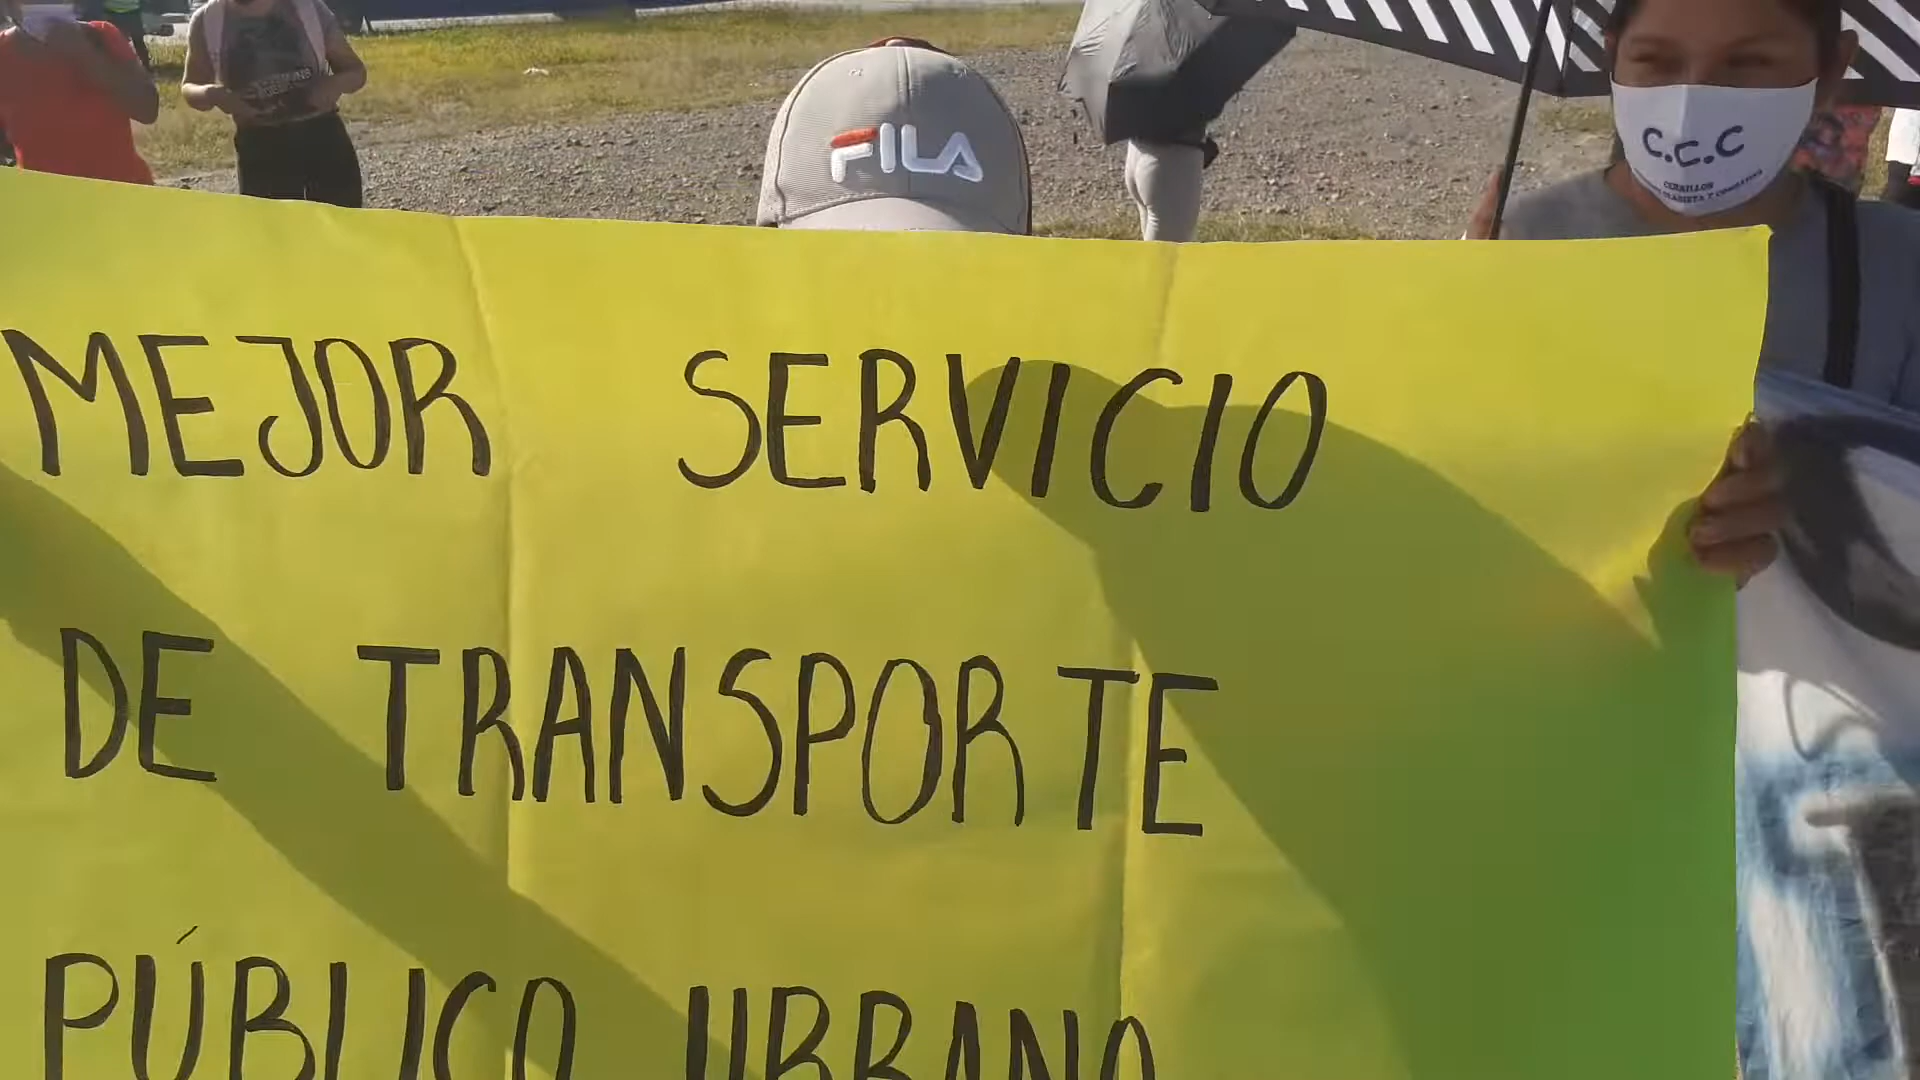 FILA
C.C.C
MEJOR SERVICIO
DE TRANSPORTE
PÚBLICO URBANO